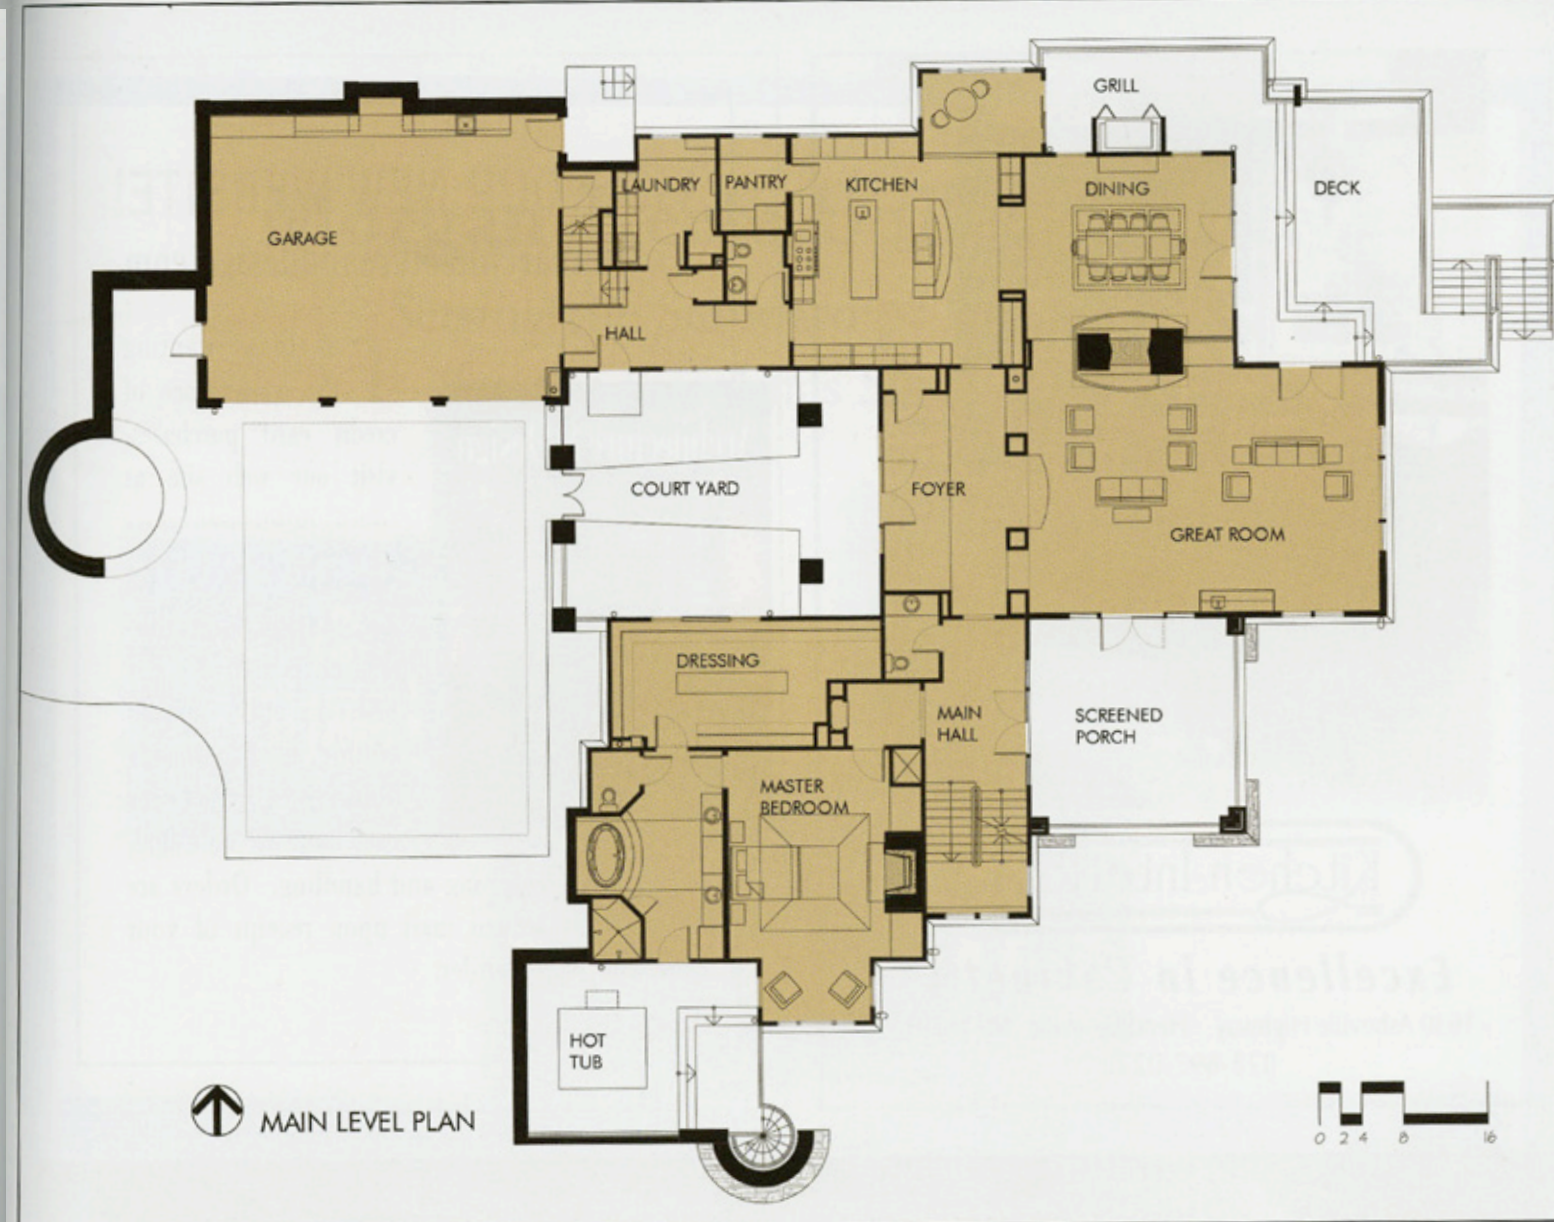 GRILL
LAUNDRY
PANTRY
KITCHEN
DINING
DECK
GARAGE
HALL
COURT YARD
FOYER
GREAT ROOM
DRESSING
MAIN
HALL
SCREENED
PORCH
MASTER
BEDROOM
HOT
TUB
MAIN LEVEL PLAN
0 2 4 8 16